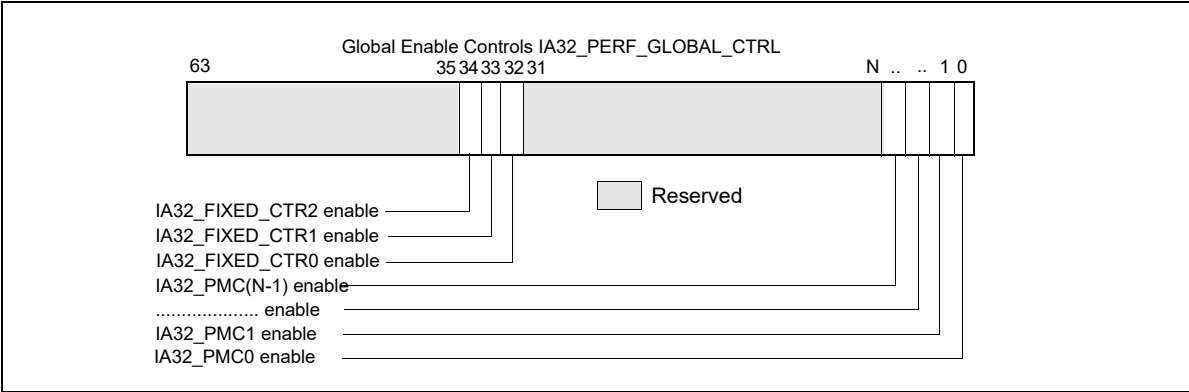 Global Enable Controls IA32_PERF_GLOBAL_CTRL
63 35 34 33 32 31 N .. .. 1 0
Reserved
IA32_FIXED_CTR2 enable
IA32_FIXED_CTR1 enable
IA32_FIXED_CTR0 enable
IA32_PMC(N-1) enable
.................... enable
IA32_PMC1 enable
IA32_PMC0 enable